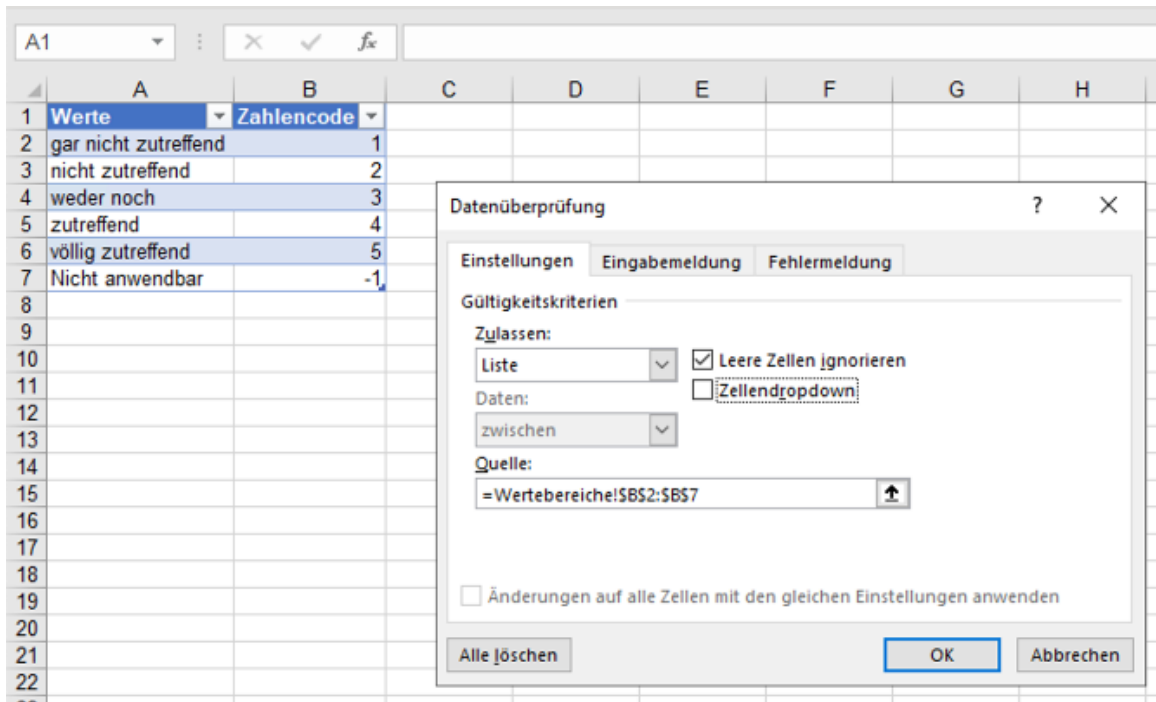 A1 fx
A B C D E F G H
1 Werte Zahlencode
2 gar nicht zutreffend 1
3 nicht zutreffend 2
4 weder noch 3
5 zutreffend 4
6 völlig zutreffend 5
7 Nicht anwendbar -1
8
9
10
11
12
13
14
15
16
17
18
19
20
21
22
Datenüberprüfung ? ×
Einstellungen Eingabemeldung Fehlermeldung
Gültigkeitskriterien
Zulassen:
Liste
Leere Zellen ignorieren
Zellendropdown
Daten:
zwischen
Quelle:
=Wertebereiche!$B$2:$B$7
Änderungen auf alle Zellen mit den gleichen Einstellungen anwenden
Alle löschen OK Abbrechen